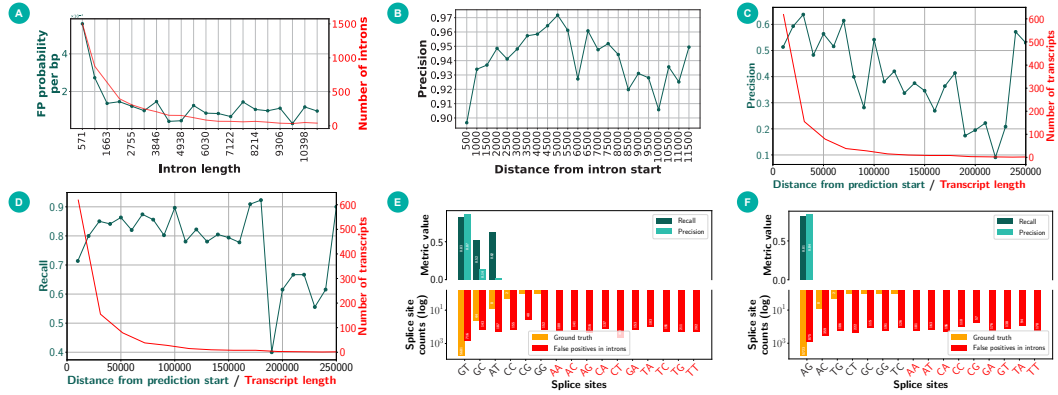 A
FP probability
per bp
4
2
1500
1000
500
0
Number of introns
571
1663
2755
3846
4938
6030
7122
8214
9306
10398
Intron length
B
Precision
0.97
0.96
0.95
0.94
0.93
0.92
0.91
0.90
500
1000
1500
2000
2500
3000
3500
4000
4500
5000
5500
6000
6500
7000
7500
8000
8500
9000
9500
10000
10500
11000
11500
Distance from intron start
C
Precision
0.6
0.5
0.4
0.3
0.2
0.1
600
500
400
300
200
100
0
Number of transcripts
0
50000
100000
150000
200000
250000
Distance from prediction start / Transcript length
D
Recall
0.9
0.8
0.7
0.6
0.5
0.4
600
500
400
300
200
100
0
Number of transcripts
0
50000
100000
150000
200000
250000
Distance from prediction start / Transcript length
E
Metric value
0.5
0.0
Recall
Precision
Splice site
counts (log)
10¹
10³
Ground truth
False positives in introns
GT GC AT CC CG GG AA AC AG CA CT GA TA TC TG TT
Splice sites
F
Metric value
0.5
0.0
Recall
Precision
Splice site
counts (log)
10¹
10³
Ground truth
False positives in introns
AG AC TG CT GC GG TC AA AT CA CC CG GA GT TA TT
Splice sites